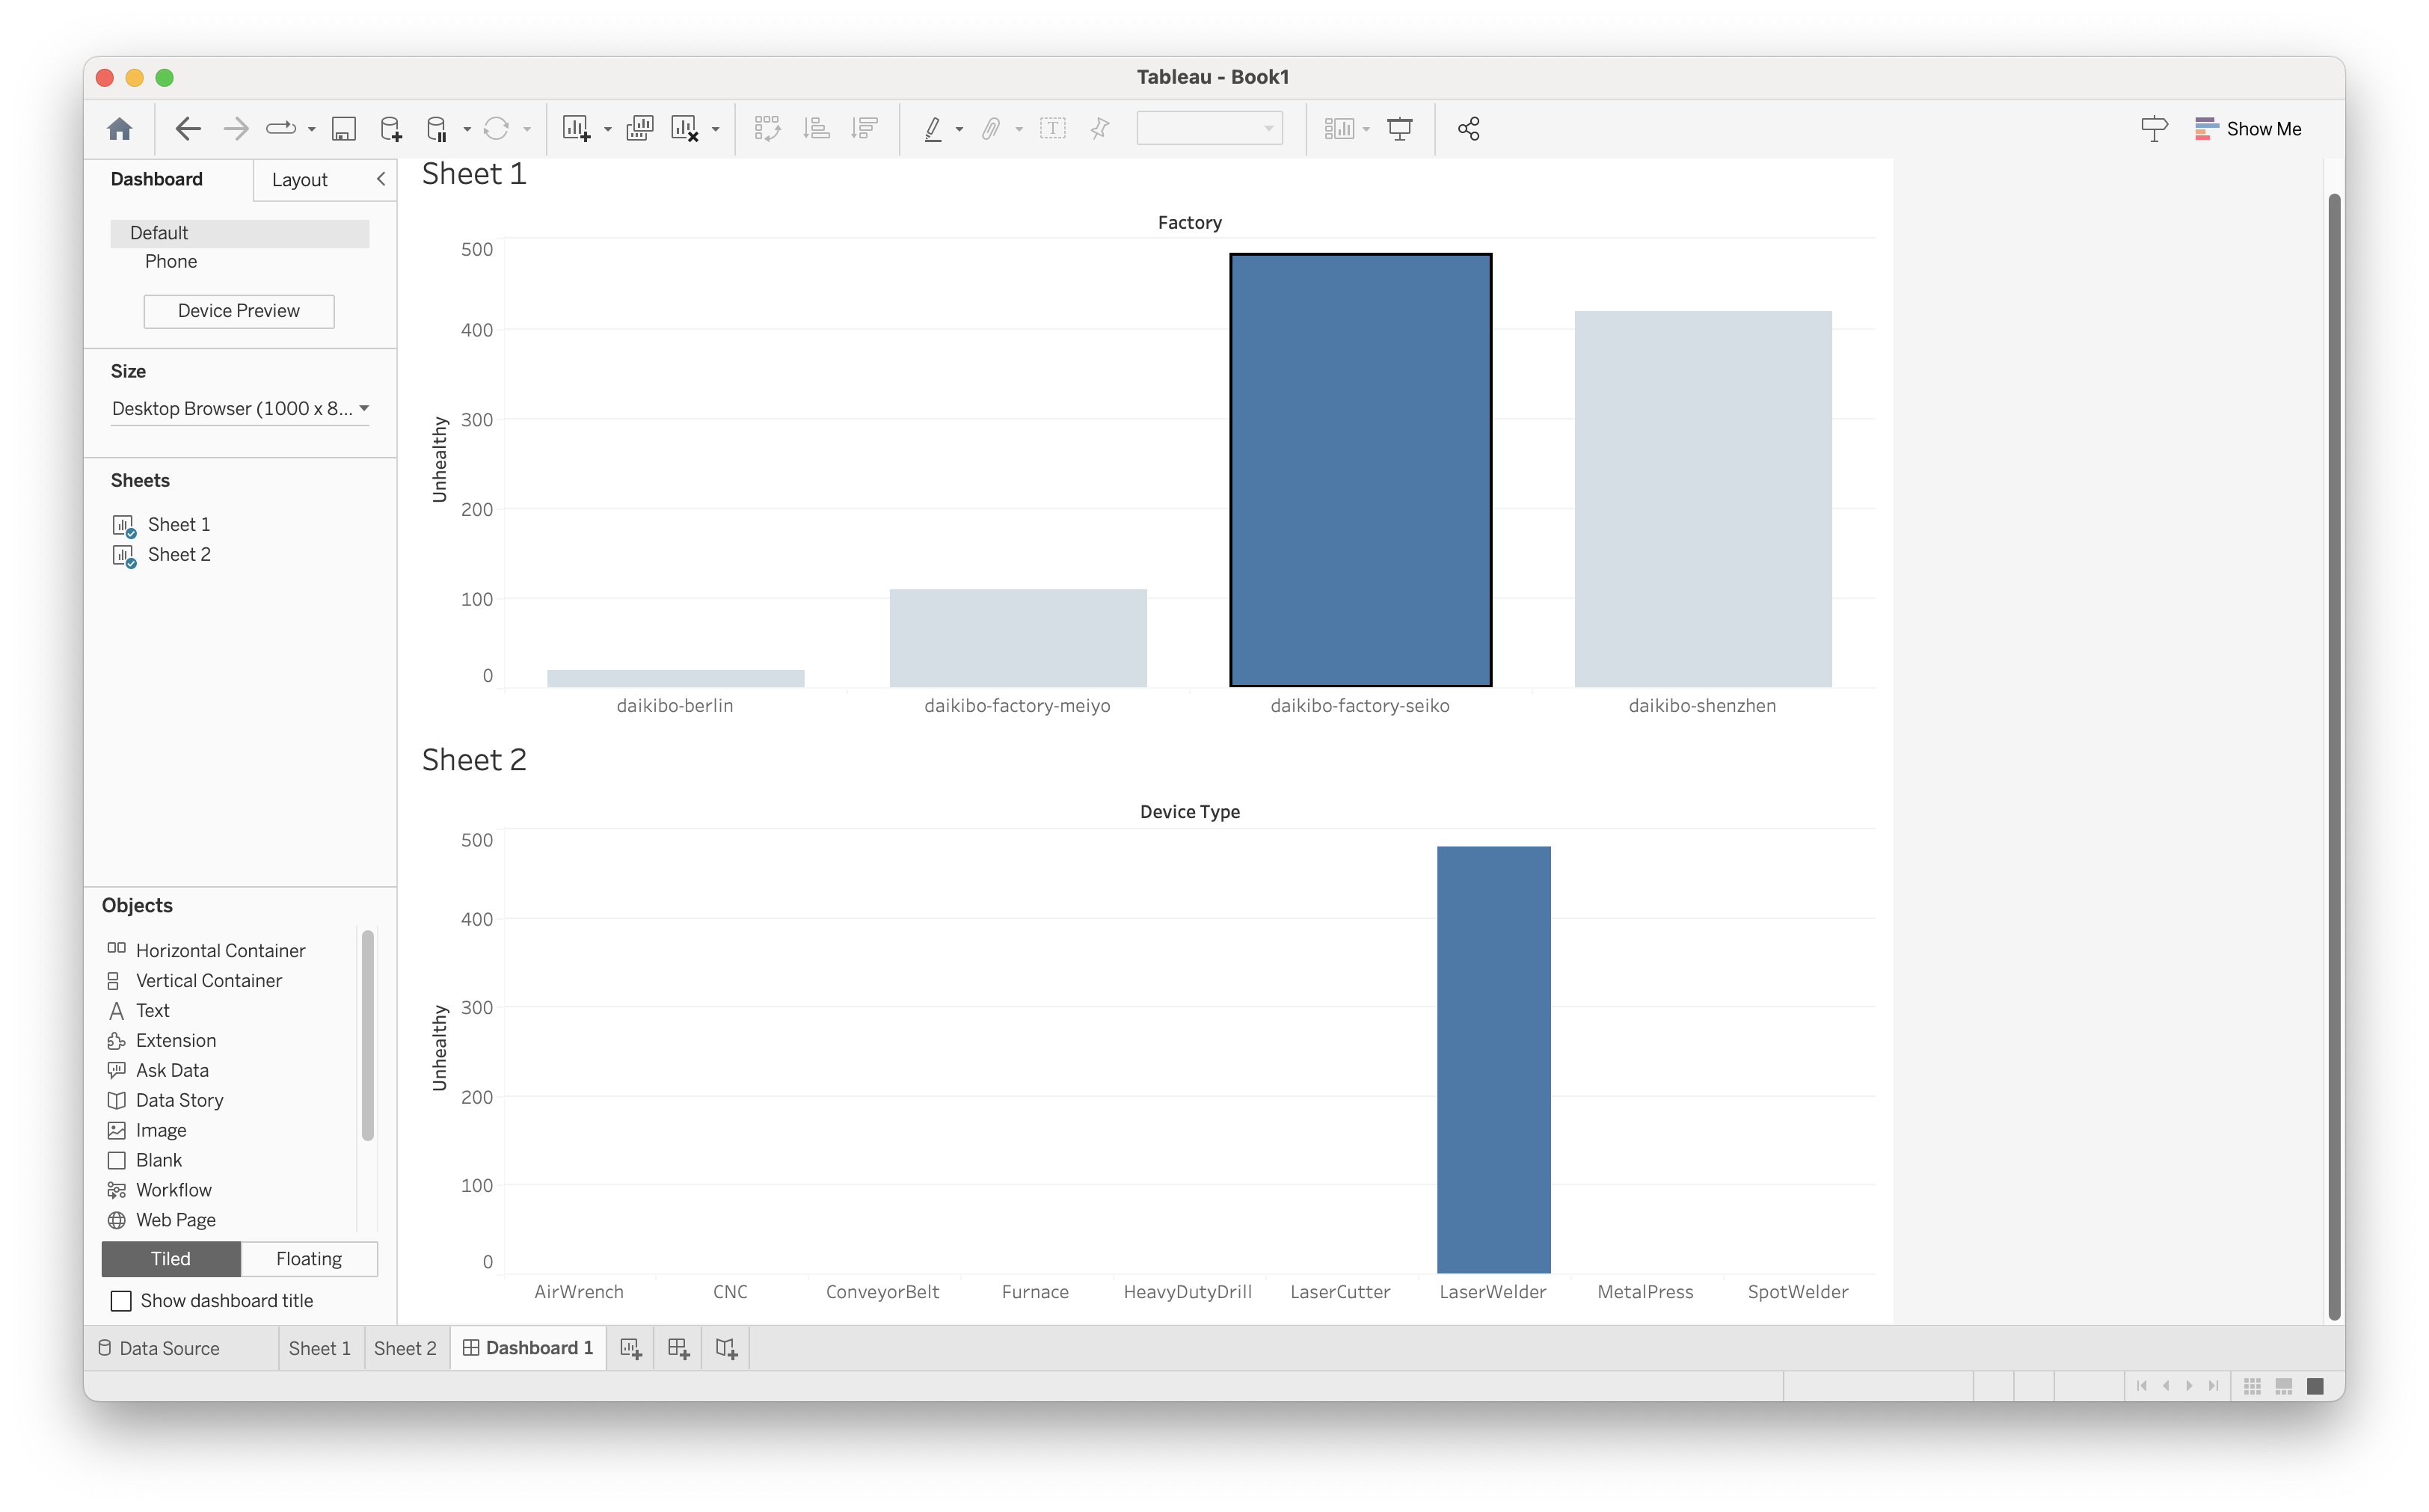 Tableau - Book1
Show Me
Dashboard
Layout
Default
Phone
Device Preview
Size
Desktop Browser (1000 x 8...
Sheets
Sheet 1
Sheet 2
Objects
Horizontal Container
Vertical Container
Text
Extension
Ask Data
Data Story
Image
Blank
Workflow
Web Page
Tiled
Floating
Show dashboard title
Sheet 1
Factory
Unhealthy
500
400
300
200
100
0
daikibo-berlin
daikibo-factory-meiyo
daikibo-factory-seiko
daikibo-shenzhen
Sheet 2
Device Type
Unhealthy
500
400
300
200
100
0
AirWrench
CNC
ConveyorBelt
Furnace
HeavyDutyDrill
LaserCutter
LaserWelder
MetalPress
SpotWelder
Data Source
Sheet 1
Sheet 2
Dashboard 1